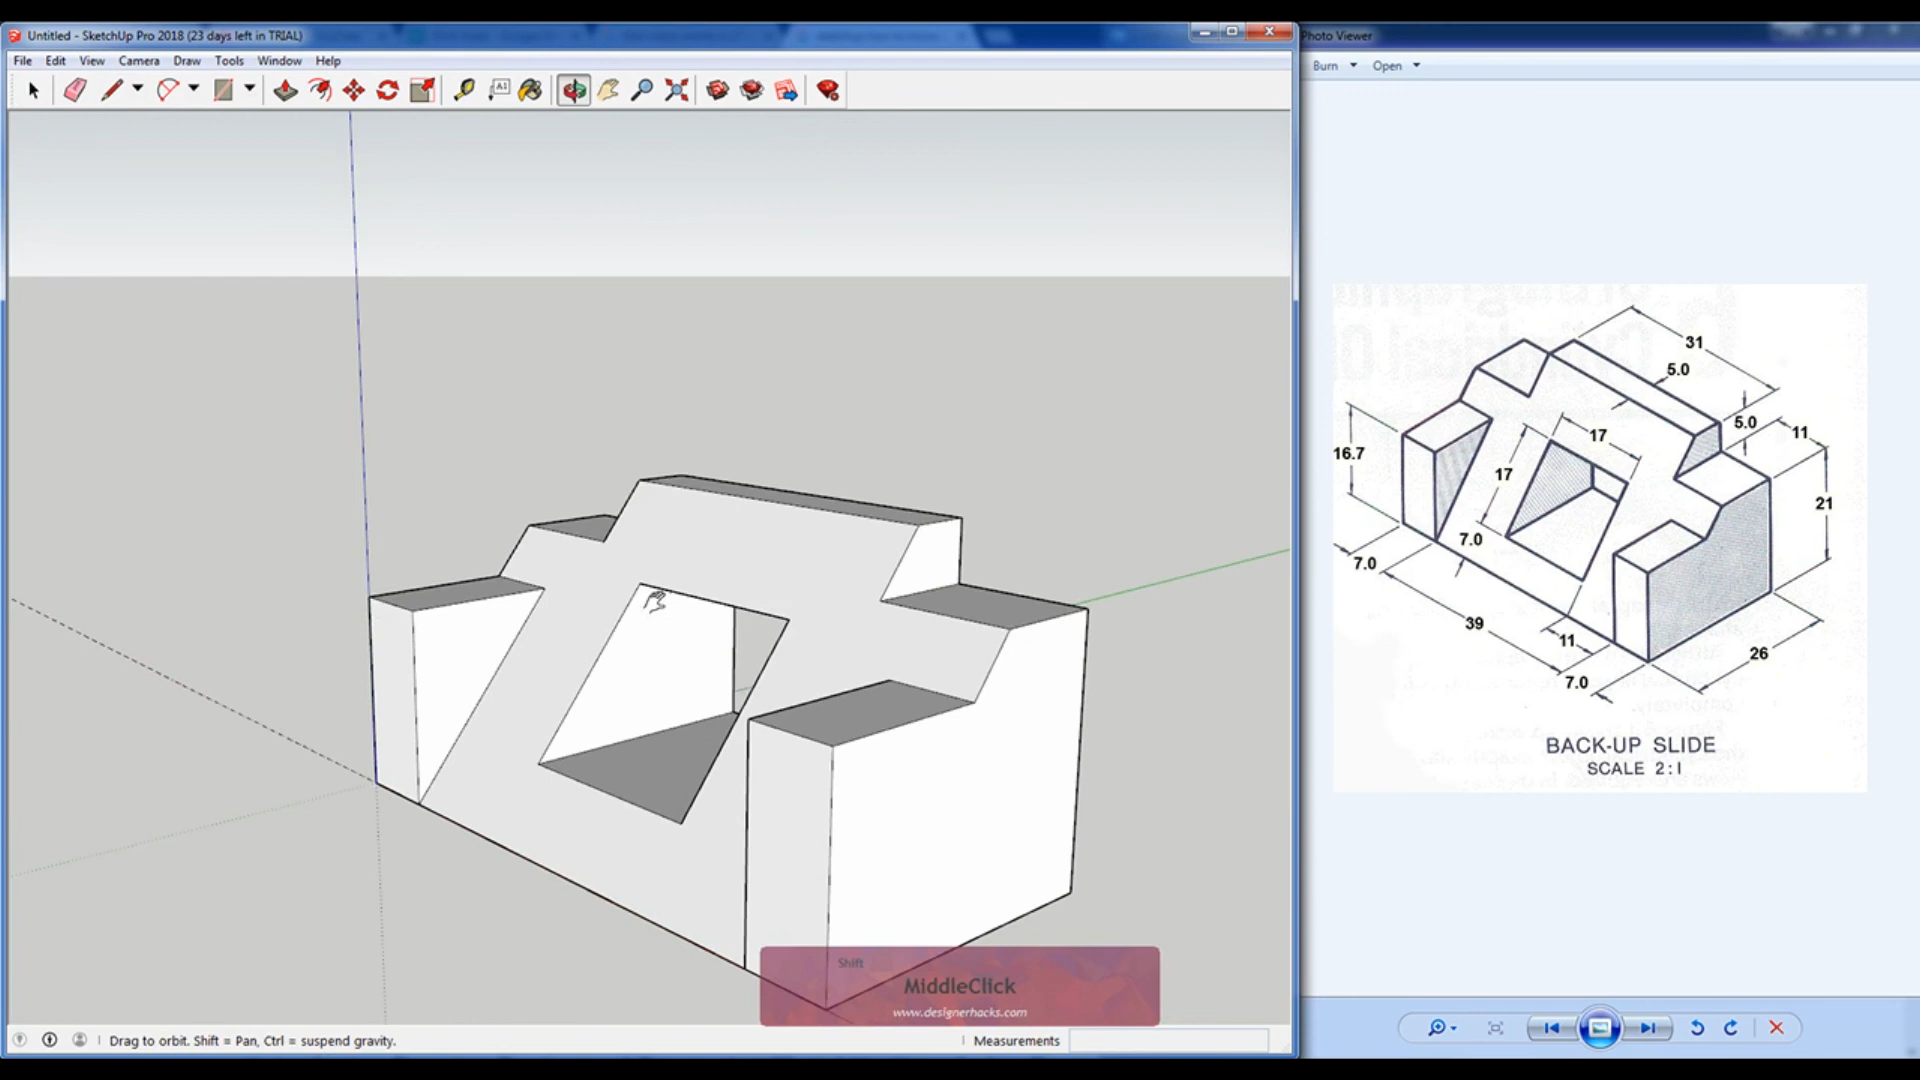 Untitled - SketchUp Pro 2018 (23 days left in TRIAL)
Photo Viewer
File Edit View Camera Draw Tools Window Help
Burn Open
A1
31
5.0
5.0
11
17
16.7
17
21
7.0
7.0
39
11
26
7.0
BACK-UP SLIDE
SCALE 2:1
Shift
MiddleClick
www.designerhacks.com
Drag to orbit. Shift = Pan, Ctrl = suspend gravity.
Measurements